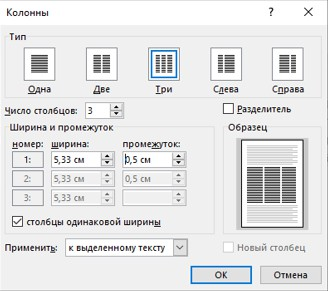 Колонны
Тип
Одна Две Три Слева Справа
Число столбцов: 3 Разделитель
Ширина и промежуток Образец
номер: ширина: промежуток:
1: 5,33 см 0,5 см
2: 5,33 см 0,5 см
3: 5,33 см
столбцы одинаковой ширины
Применить: к выделенному тексту Новый столбец
ОК Отмена